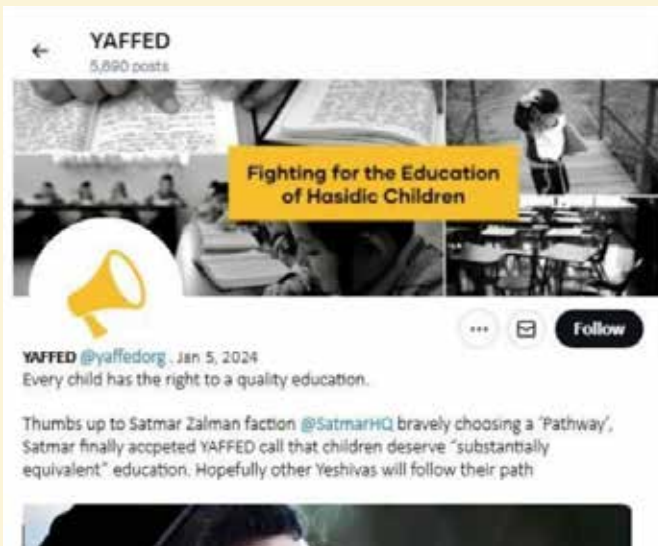 YAFFED
5,690 posts
Fighting for the Education
of Hasidic Children
Follow
YAFFED @yaffedorg . Jan 5, 2024
Every child has the right to a quality education.
Thumbs up to Satmar Zalman faction @SatmarHQ bravely choosing a 'Pathway',
Satmar finally accpeted YAFFED call that children deserve "substantially
equivalent" education. Hopefully other Yeshivas will follow their path